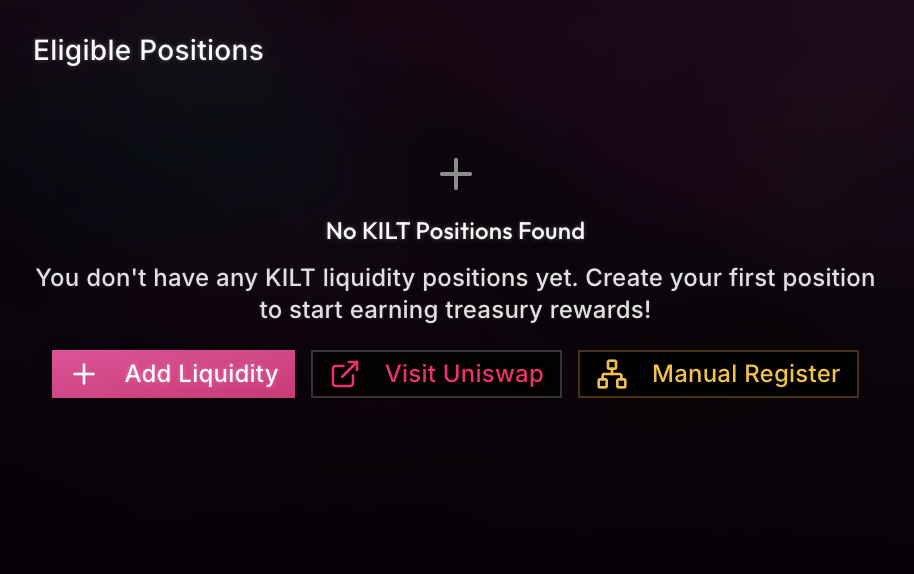 Eligible Positions
No KILT Positions Found
You don't have any KILT liquidity positions yet. Create your first position
to start earning treasury rewards!
Add Liquidity
Visit Uniswap
Manual Register